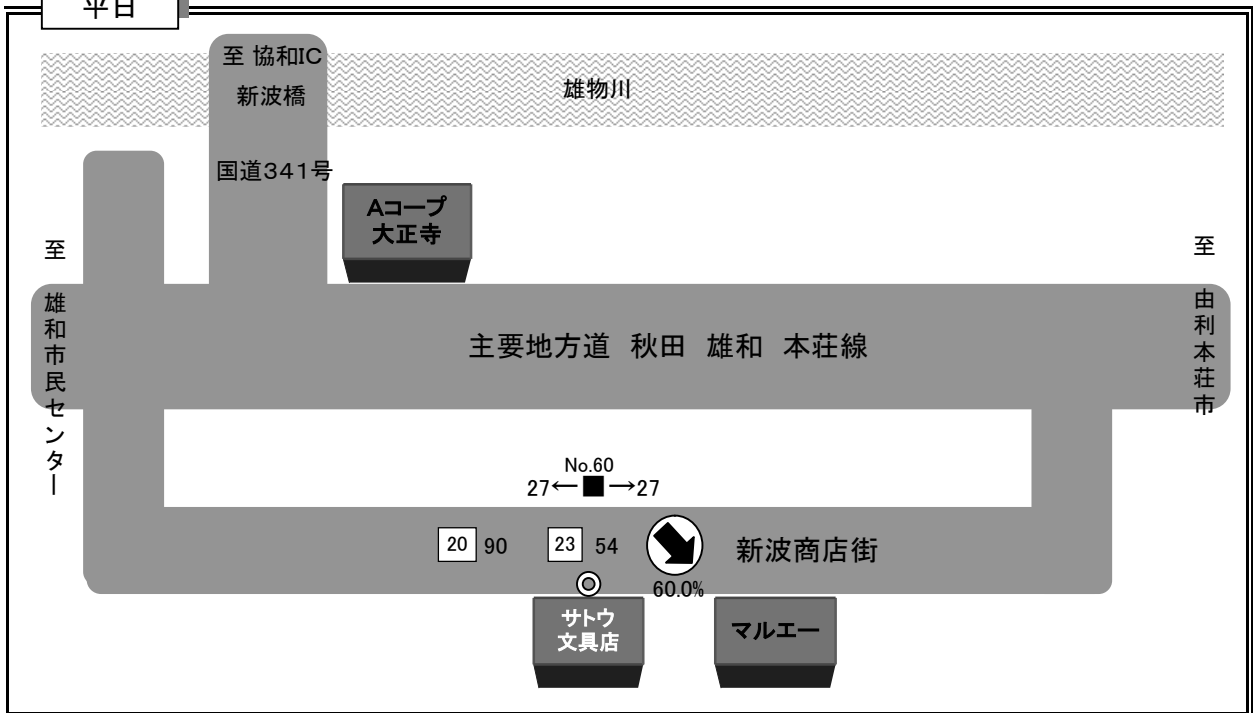 平日
至 協和IC
新波橋
雄物川
国道341号
Aコープ
大正寺
至 雄和市民センター
至 由利本荘市
主要地方道 秋田 雄和 本荘線
No.60
27←■→27
20 90
23 54
新波商店街
60.0%
サトウ
文具店
マルエー